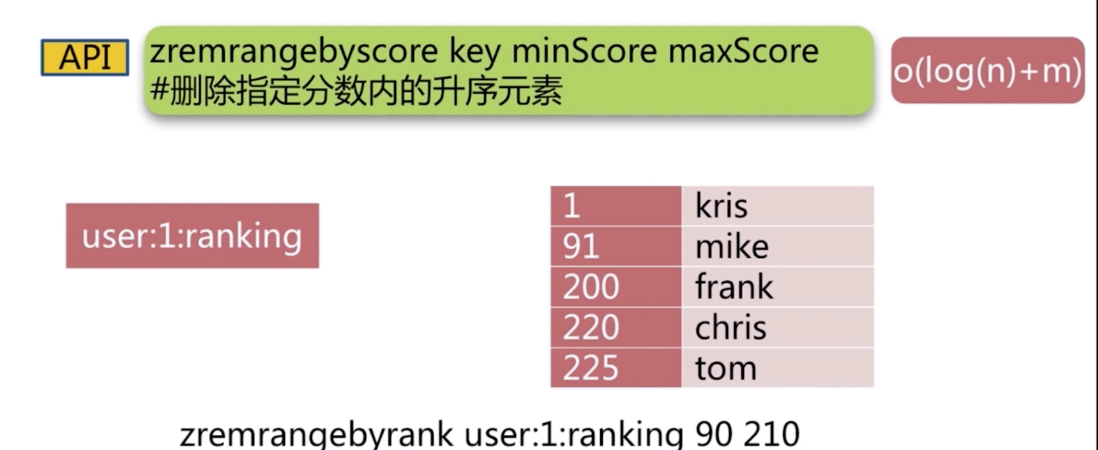 API
zremrangebyscore key minScore maxScore
#删除指定分数内的升序元素
o(log(n)+m)
user:1:ranking
1 kris
91 mike
200 frank
220 chris
225 tom
zremrangebyrank user:1:ranking 90 210